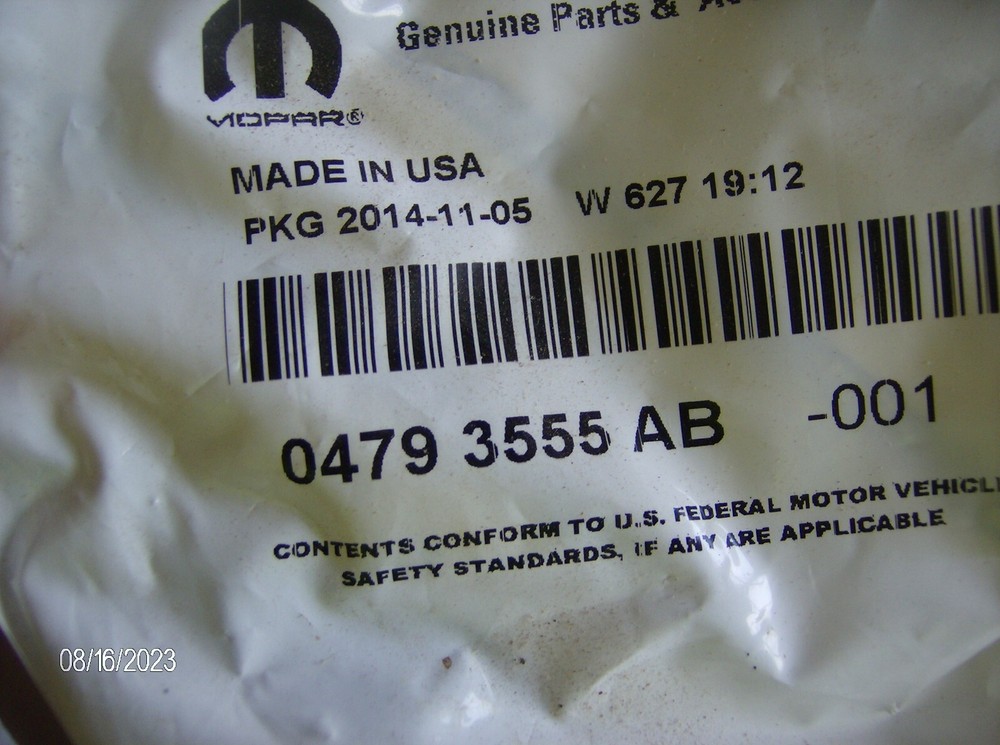 Genuine Parts &
MOPAR®
MADE IN USA
PKG 2014-11-05 W 627 19:12
0479 3555 AB -001
CONTENTS CONFORM TO U.S. FEDERAL MOTOR VEHICLE
SAFETY STANDARDS, IF ANY ARE APPLICABLE
08/16/2023